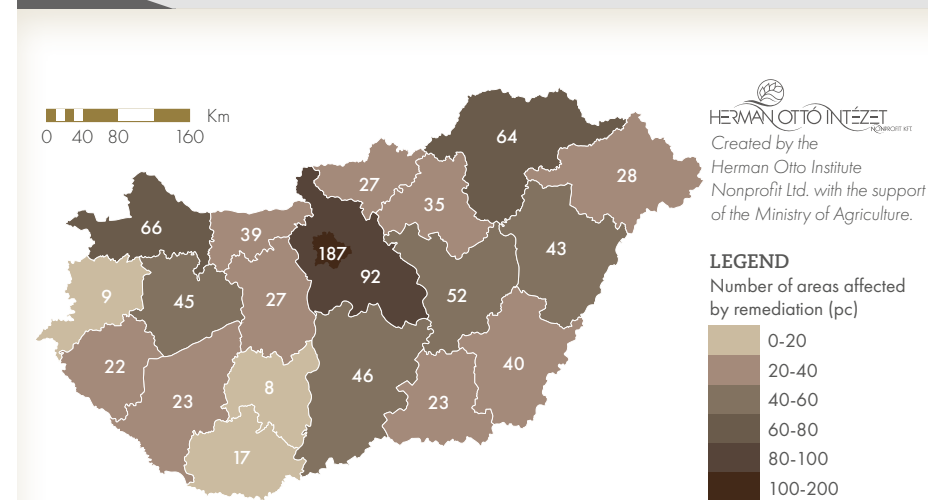 Km
0 40 80 160
HERMAN OTTÓ INTÉZET
NONPROFIT KFT.
Created by the
Herman Otto Institute
Nonprofit Ltd. with the support
of the Ministry of Agriculture.
64
27
28
35
66
39
43
187
92
9
45
27
52
22
8
46
40
23
23
17
LEGEND
Number of areas affected
by remediation (pc)
0-20
20-40
40-60
60-80
80-100
100-200